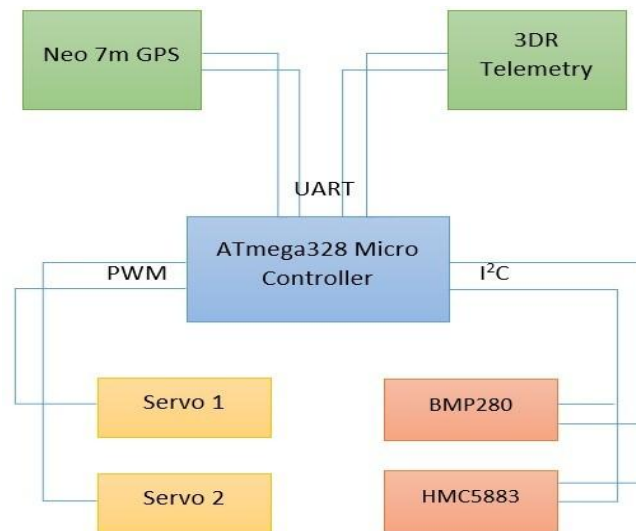 Neo 7m GPS
3DR
Telemetry
UART
ATmega328 Micro
Controller
PWM
I²C
Servo 1
BMP280
Servo 2
HMC5883